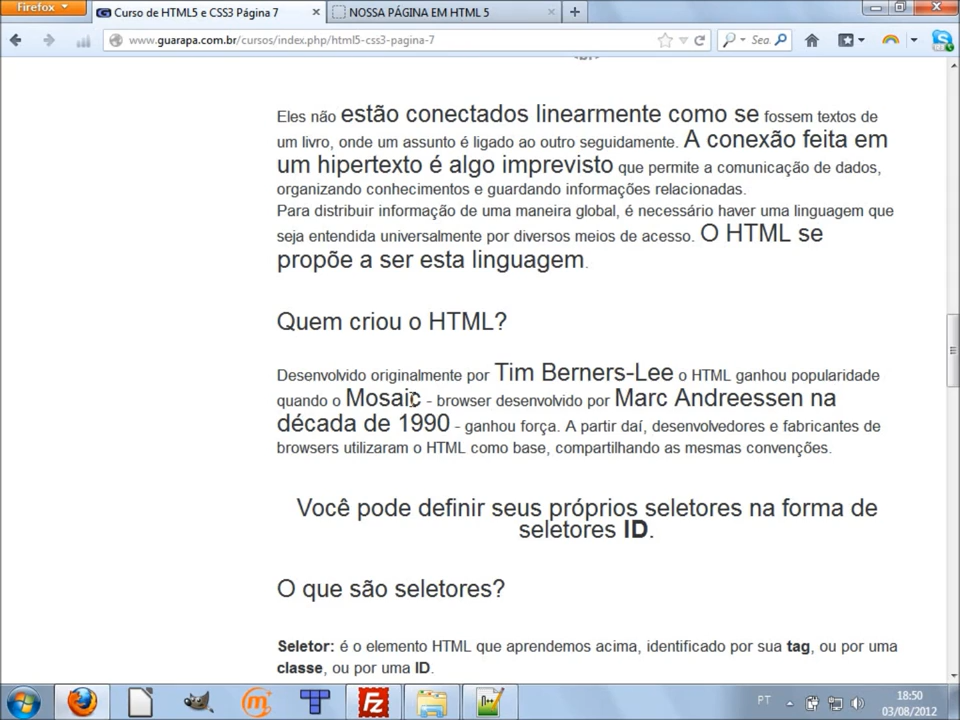 Firefox
Curso de HTML5 e CSS3 Página 7
NOSSA PÁGINA EM HTML 5
www.guarapa.com.br/cursos/index.php/html5-css3-pagina-7
Sea
Eles não estão conectados linearmente como se fossem textos de
um livro, onde um assunto é ligado ao outro seguidamente. A conexão feita em
um hipertexto é algo imprevisto que permite a comunicação de dados,
organizando conhecimentos e guardando informações relacionadas.
Para distribuir informação de uma maneira global, é necessário haver uma linguagem que
seja entendida universalmente por diversos meios de acesso. O HTML se
propõe a ser esta linguagem.
Quem criou o HTML?
Desenvolvido originalmente por Tim Berners-Lee o HTML ganhou popularidade
quando o Mosaic - browser desenvolvido por Marc Andreessen na
década de 1990 - ganhou força. A partir daí, desenvolvedores e fabricantes de
browsers utilizaram o HTML como base, compartilhando as mesmas convenções.
Você pode definir seus próprios seletores na forma de
seletores ID.
O que são seletores?
Seletor: é o elemento HTML que aprendemos acima, identificado por sua tag, ou por uma
classe, ou por uma ID.
PT
18:50
03/08/2012